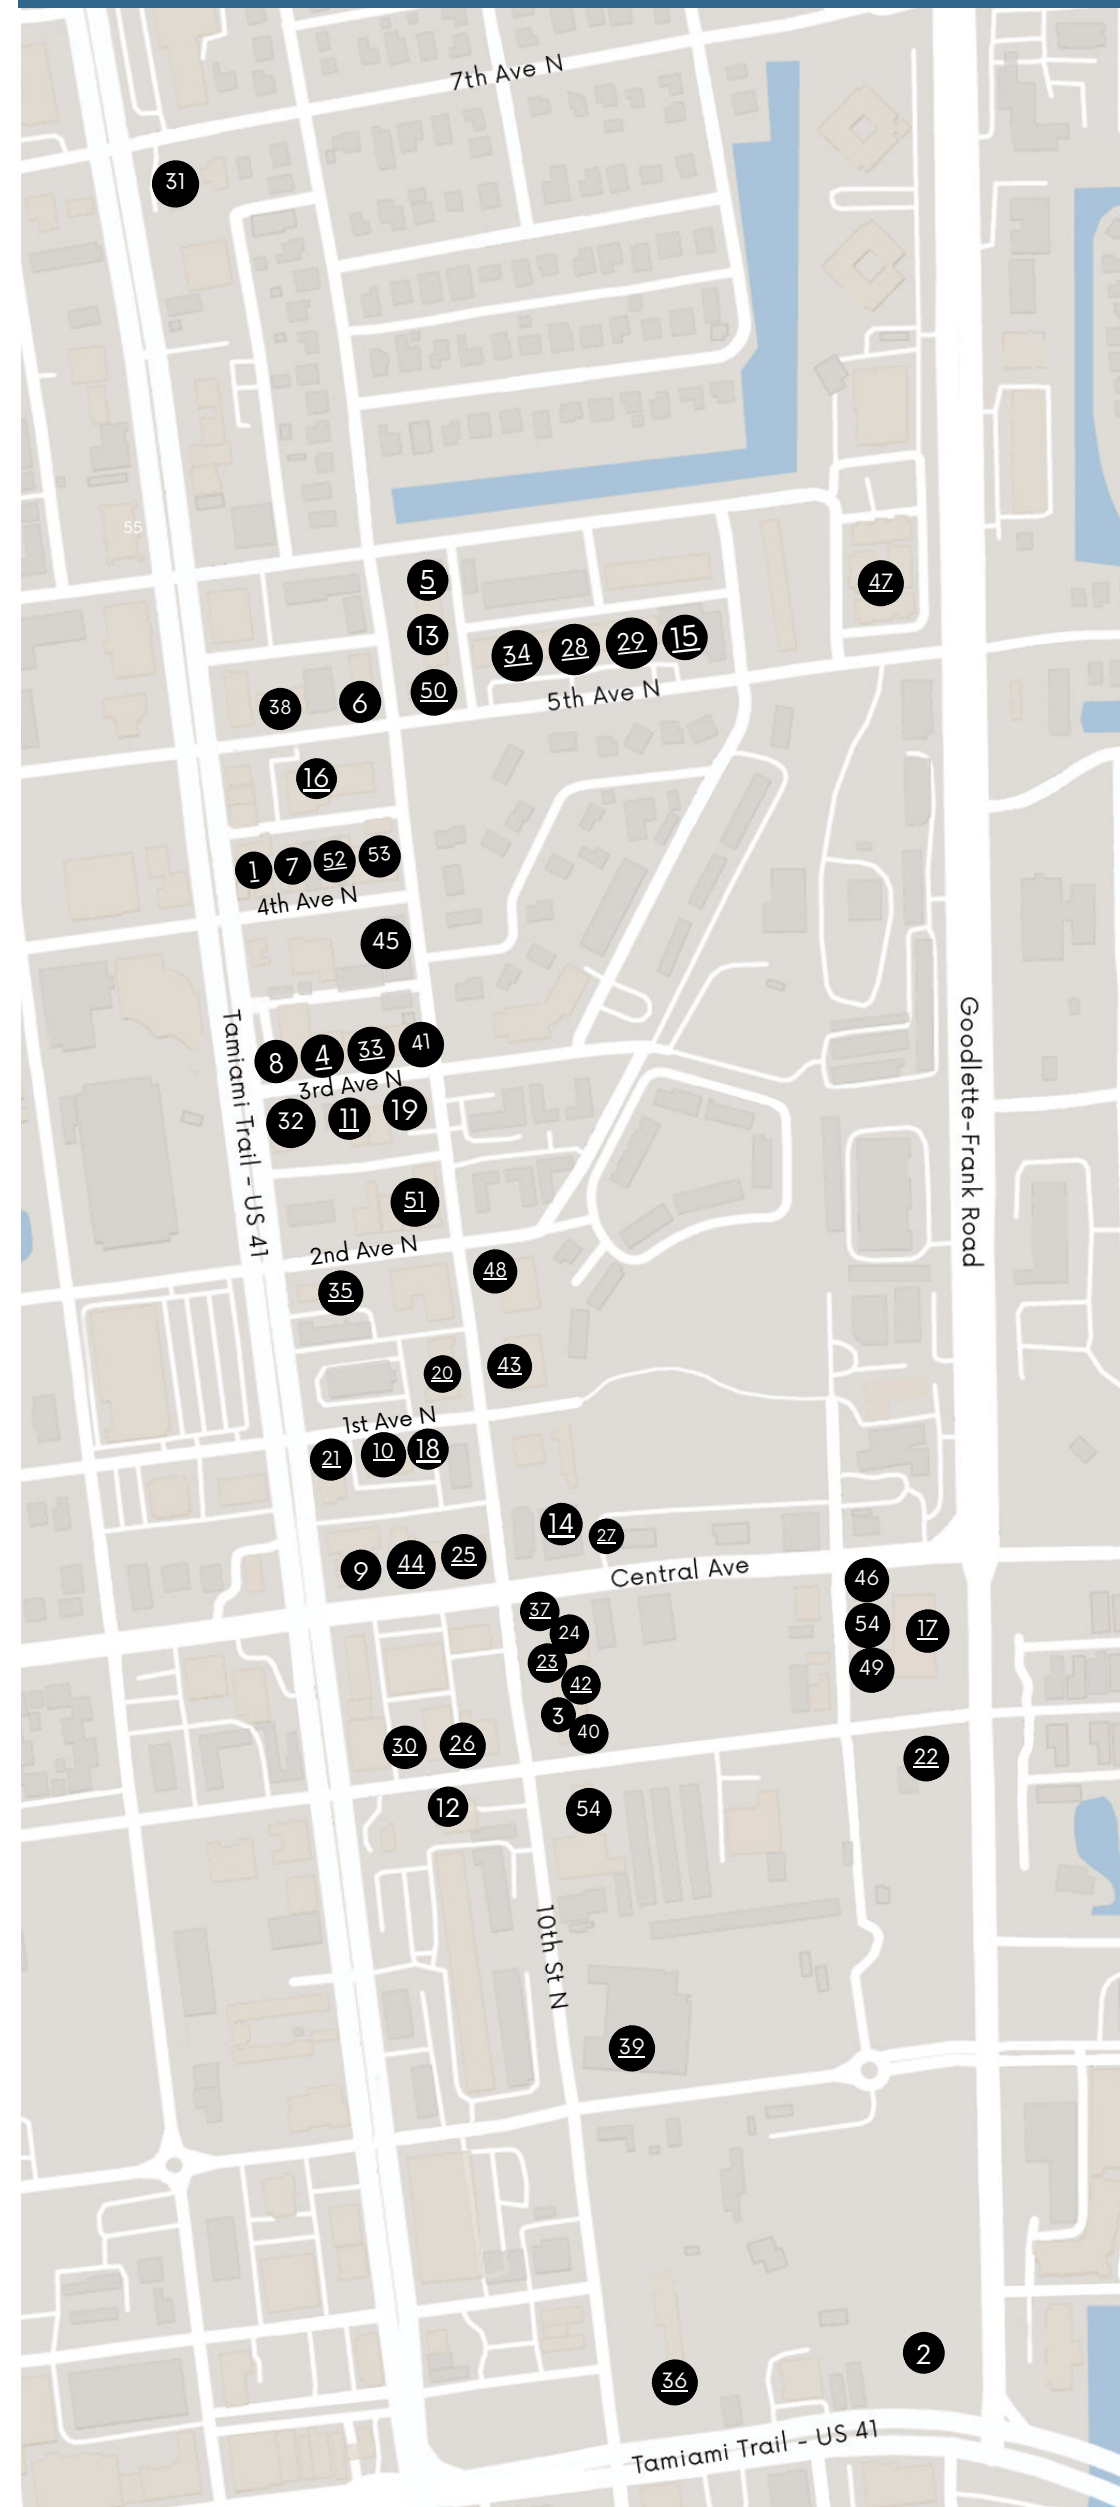 7th Ave N
31
55
5
47
13
34 28 29 15
50
5th Ave N
38 6
16
1 7 52 53
4th Ave N
45
Tamiami Trail - US 41
Goodlette-Frank Road
8 4 33 41
3rd Ave N
32 11 19
51
2nd Ave N
48
35
43
20
1st Ave N
21 10 18
14 27
9 44 25
Central Ave
46
37
24
54 17
23
49
42
3
40
30 26
22
12
54
10th St N
39
2
36
Tamiami Trail - US 41